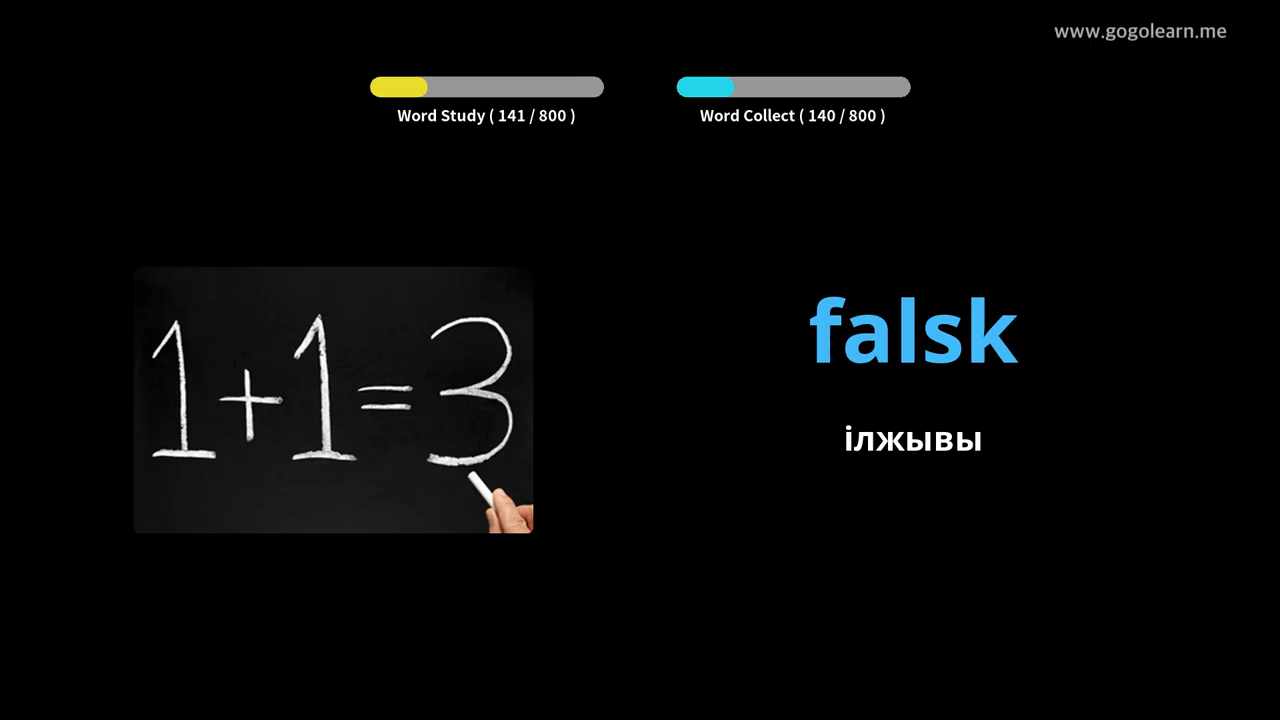 www.gogolearn.me
Word Study ( 141 / 800 )
Word Collect ( 140 / 800 )
1+1=3
falsk
ілжывы